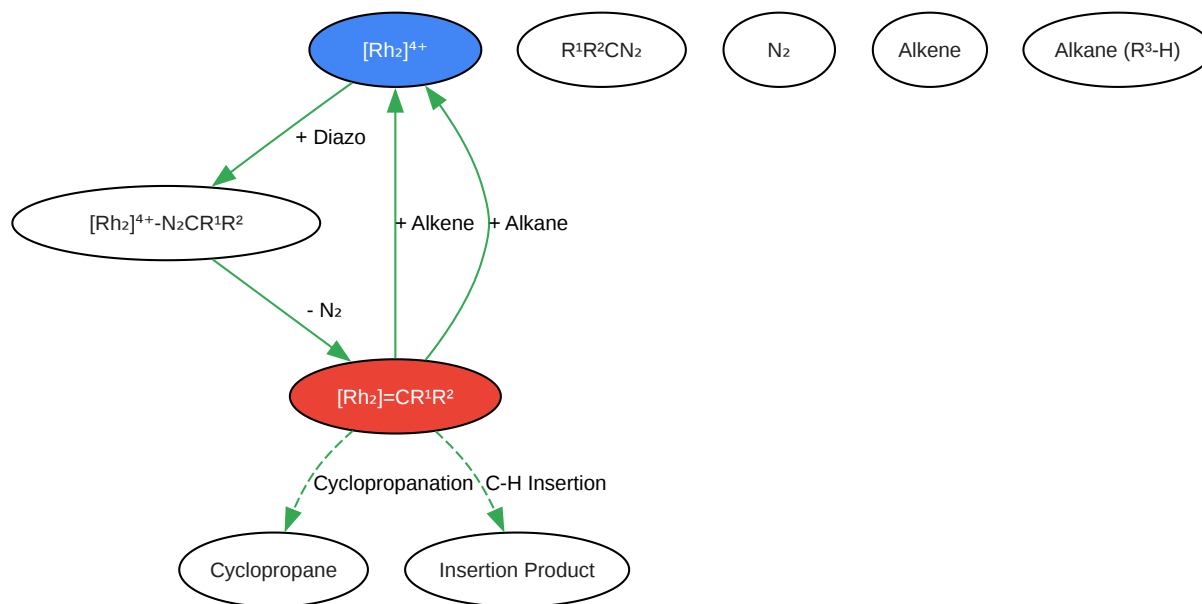 [Rh₂]⁴⁺
R¹R²CN₂
N₂
Alkene
Alkane (R³-H)
+ Diazo
[Rh₂]⁴⁺-N₂CR¹R²
+ Alkene
+ Alkane
- N₂
[Rh₂]=CR¹R²
Cyclopropanation
C-H Insertion
Cyclopropane
Insertion Product